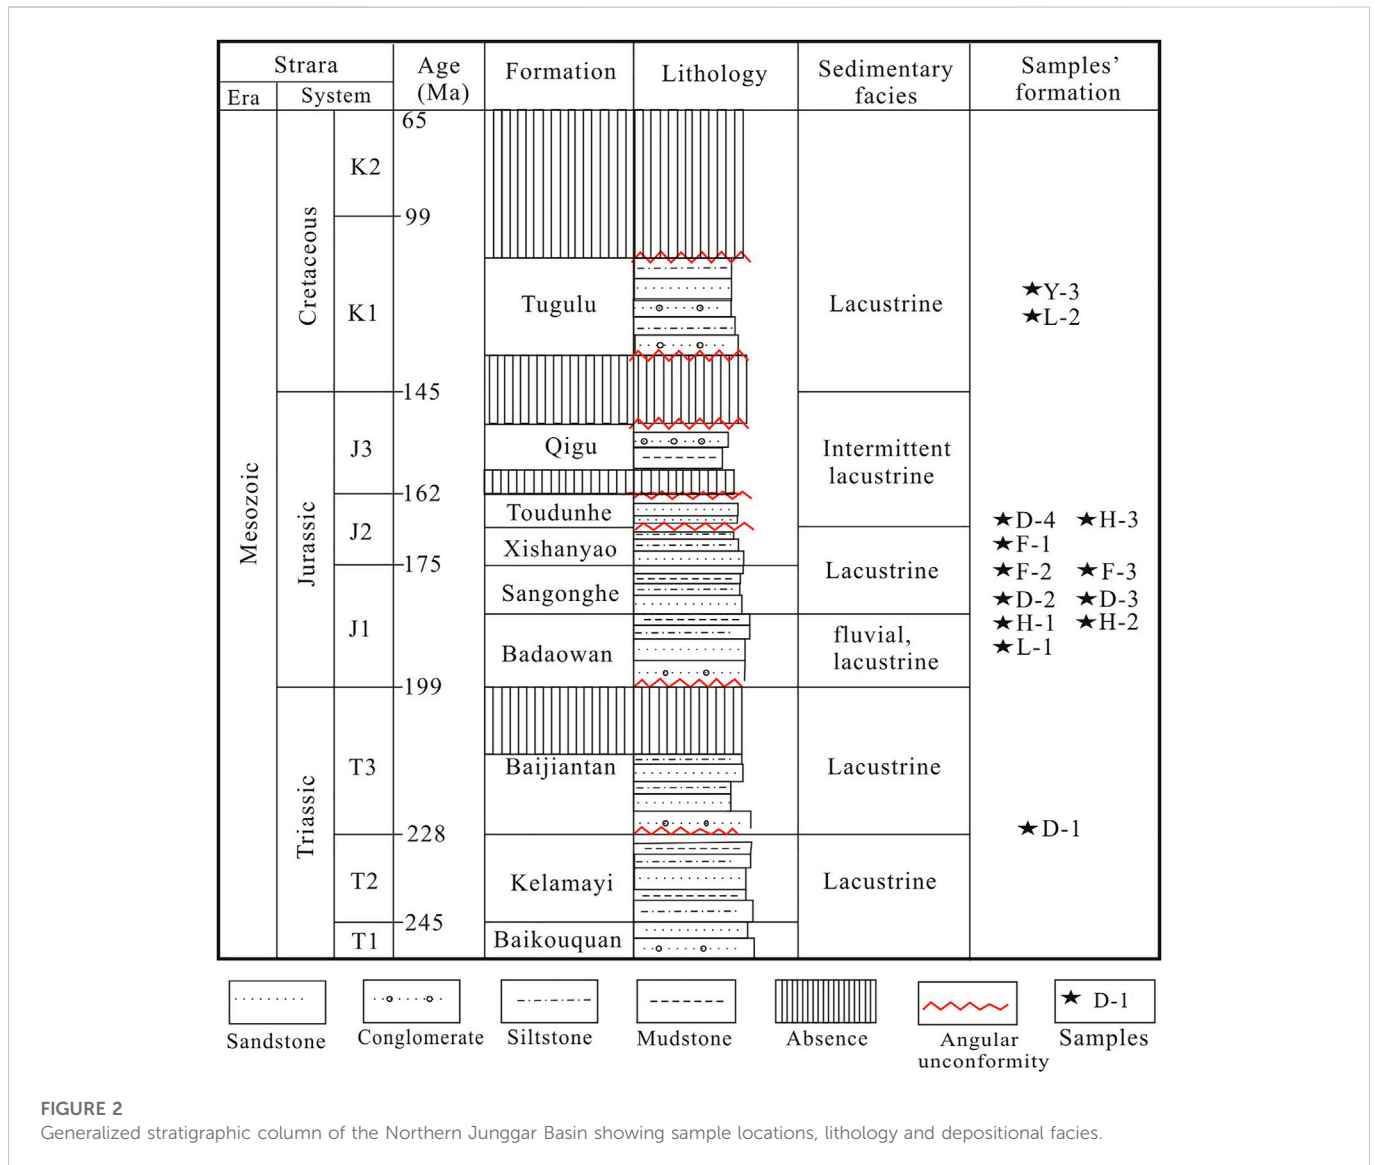 Strara
Era
System
Age
(Ma)
Formation
Lithology
Sedimentary
facies
Samples’
formation
Mesozoic
Cretaceous
K2
K1
Jurassic
J3
J2
J1
Triassic
T3
T2
T1
65
99
145
162
175
199
228
245
Tugulu
Qigu
Toudunhe
Xishanyao
Sangonghe
Badaowan
Baijiantan
Kelamayi
Baikouquan
Lacustrine
Intermittent
lacustrine
Lacustrine
fluvial,
lacustrine
Lacustrine
Lacustrine
★Y-3
★L-2
★D-4 ★H-3
★F-1
★F-2 ★F-3
★D-2 ★D-3
★H-1 ★H-2
★L-1
★D-1
Sandstone
Conglomerate
Siltstone
Mudstone
Absence
Angular
unconformity
★ D-1
Samples
FIGURE 2
Generalized stratigraphic column of the Northern Junggar Basin showing sample locations, lithology and depositional facies.